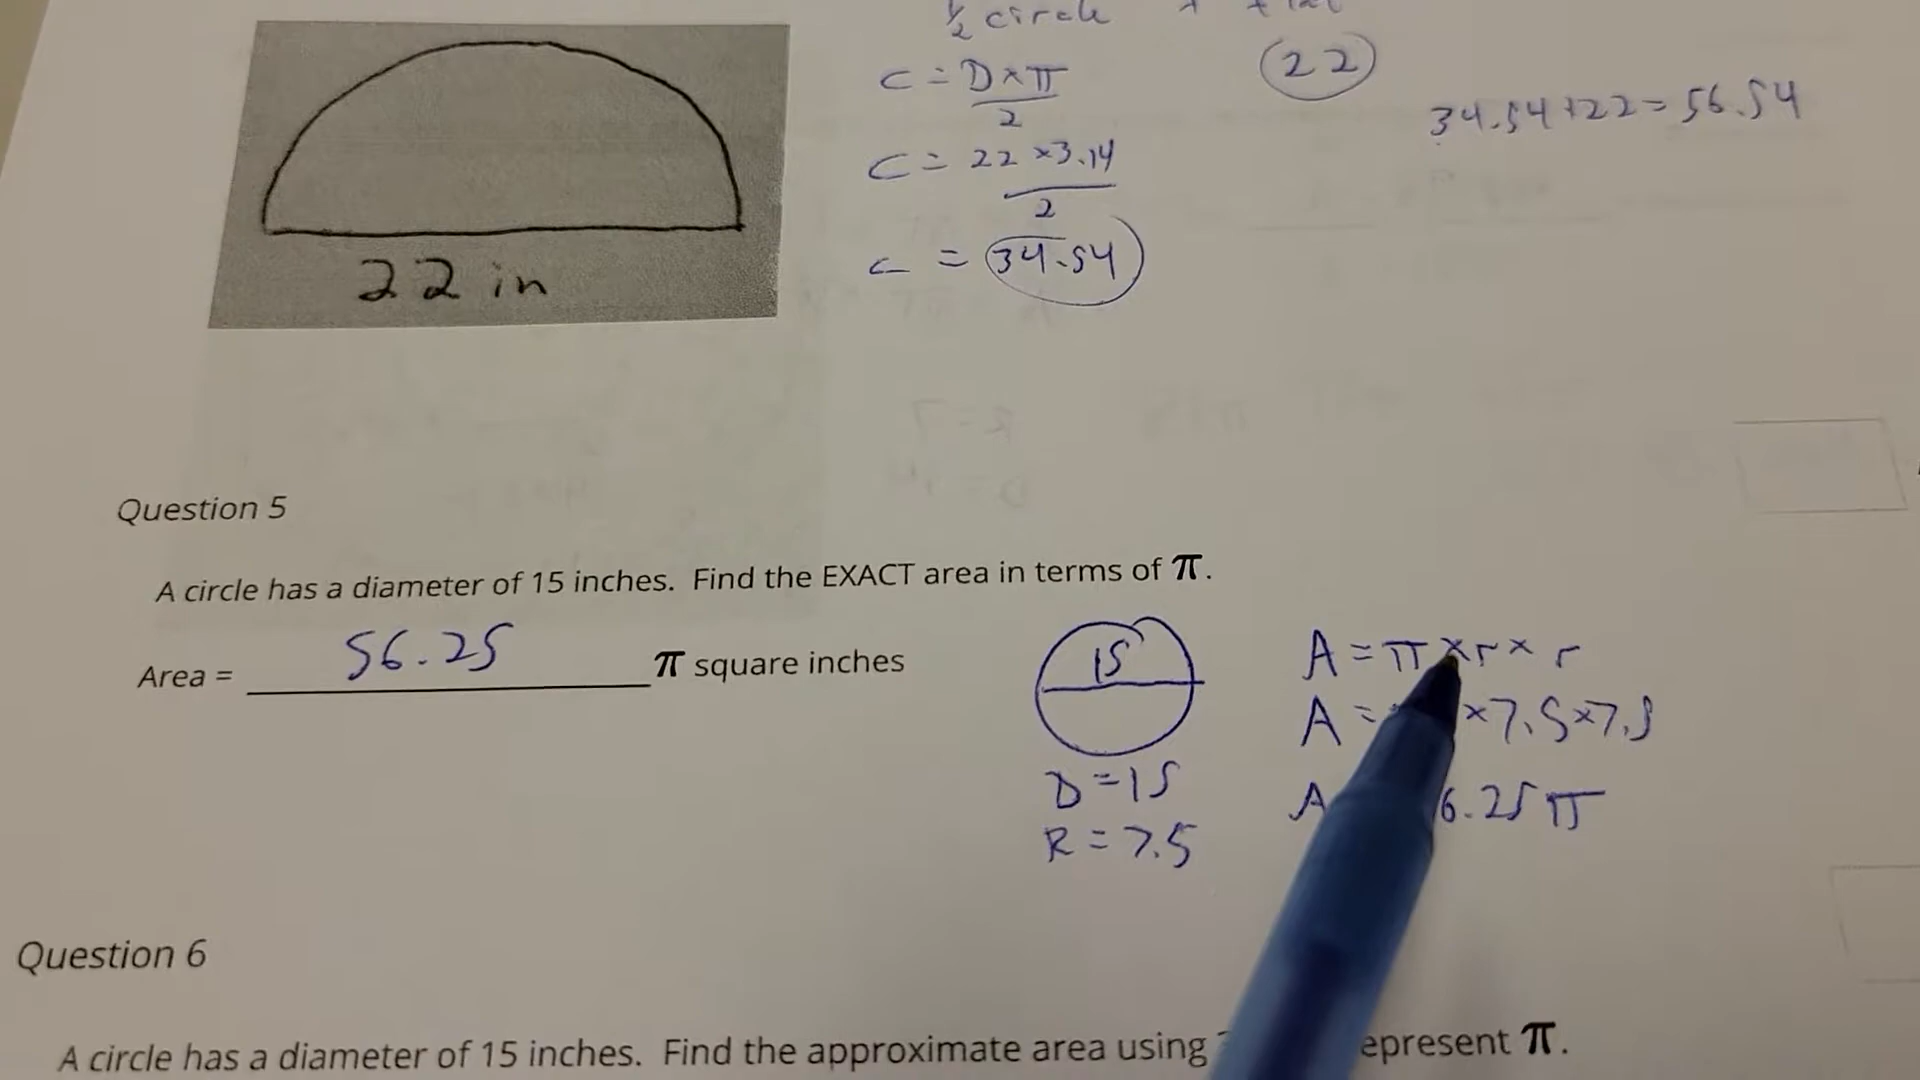 ½ circle + flat
22 in
C = D×π
2
C = 22 ×3.14
2
C = 34.54
22
34.54+22=56.54
Question 5
A circle has a diameter of 15 inches. Find the EXACT area in terms of π.
Area = 56.25 π square inches
15
D=15
R=7.5
A = π×r×r
A = ×7.5×7.5
A 6.25π
Question 6
A circle has a diameter of 15 inches. Find the approximate area using epresent π.